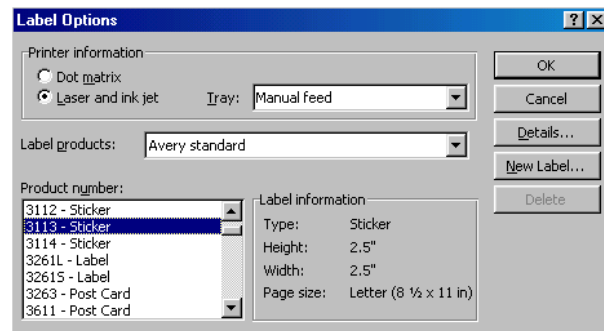 Label Options
Printer information
Dot matrix
Laser and ink jet
Tray:
Manual feed
Label products:
Avery standard
Product number:
3112 - Sticker
3113 - Sticker
3114 - Sticker
3261L - Label
3261S - Label
3263 - Post Card
3611 - Post Card
Label information
Type: Sticker
Height: 2.5"
Width: 2.5"
Page size: Letter (8 ½ x 11 in)
OK
Cancel
Details...
New Label...
Delete